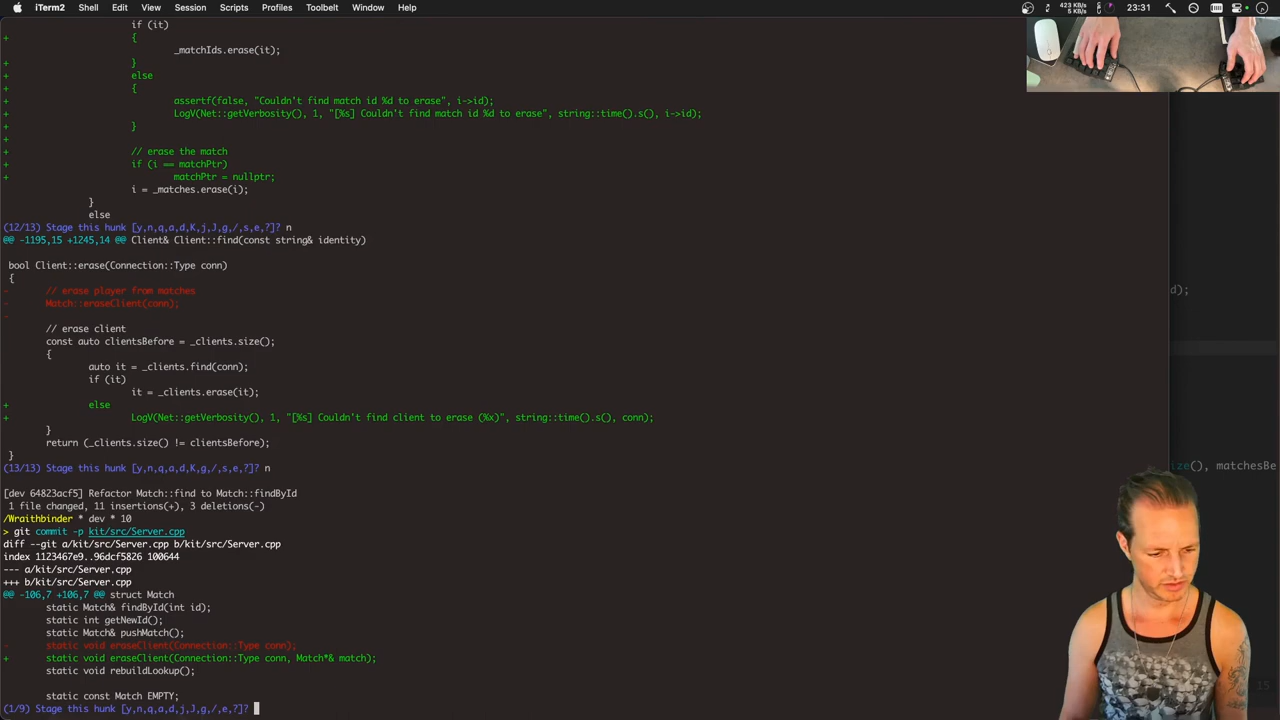 iTerm2 Shell Edit View Session Scripts Profiles Toolbelt Window Help 423 KB/s 5 KB/s 23:31
if (it)
+ {
_matchIds.erase(it);
+ }
+ else
+ {
+ assertf(false, "Couldn't find match id %d to erase", i->id);
+ LogV(Net::getVerbosity(), 1, "[%s] Couldn't find match id %d to erase", string::time().s(), i->id);
+ }
+
+ // erase the match
+ if (i == matchPtr)
+ matchPtr = nullptr;
i = _matches.erase(i);
}
else
(12/13) Stage this hunk [y,n,q,a,d,K,j,J,g,/,s,e,?]? n
@@ -1195,15 +1245,14 @@ Client& Client::find(const string& identity)
d);
bool Client::erase(Connection::Type conn)
{
- // erase player from matches
- Match::eraseClient(conn);
-
// erase client
const auto clientsBefore = _clients.size();
{
auto it = _clients.find(conn);
if (it)
it = _clients.erase(it);
+ else
+ LogV(Net::getVerbosity(), 1, "[%s] Couldn't find client to erase (%x)", string::time().s(), conn);
}
return (_clients.size() != clientsBefore);
}
(13/13) Stage this hunk [y,n,q,a,d,K,g,/,s,e,?]? n
ize(), matchesBe
[dev 64823acf5] Refactor Match::find to Match::findById
1 file changed, 11 insertions(+), 3 deletions(-)
/Wraithbinder * dev * 10
> git commit -p kit/src/Server.cpp
diff --git a/kit/src/Server.cpp b/kit/src/Server.cpp
index 1123467e9..96dcf5826 100644
--- a/kit/src/Server.cpp
+++ b/kit/src/Server.cpp
@@ -106,7 +106,7 @@ struct Match
static Match& findById(int id);
static int getNewId();
static Match& pushMatch();
- static void eraseClient(Connection::Type conn);
+ static void eraseClient(Connection::Type conn, Match*& match);
static void rebuildLookup();
static const Match EMPTY;
(1/9) Stage this hunk [y,n,q,a,d,j,J,g,/,e,?]?